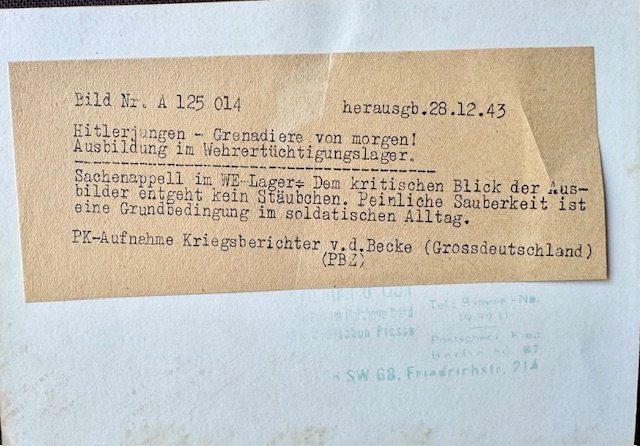 Bild Nr. A 125 014 herausgb.28.12.43
Hitlerjungen - Grenadiere von morgen!
Ausbildung im Wehrertüchtigungslager.
Sachenappell im WE-Lager: Dem kritischen Blick der Aus-
bilder entgeht kein Stäubchen. Peinliche Sauberkeit ist
eine Grundbedingung im soldatischen Alltag.
PK-Aufnahme Kriegsberichter v.d.Becke (Grossdeutschland)
(PBZ)
Presse
SW 68, Friedrichstr. 214